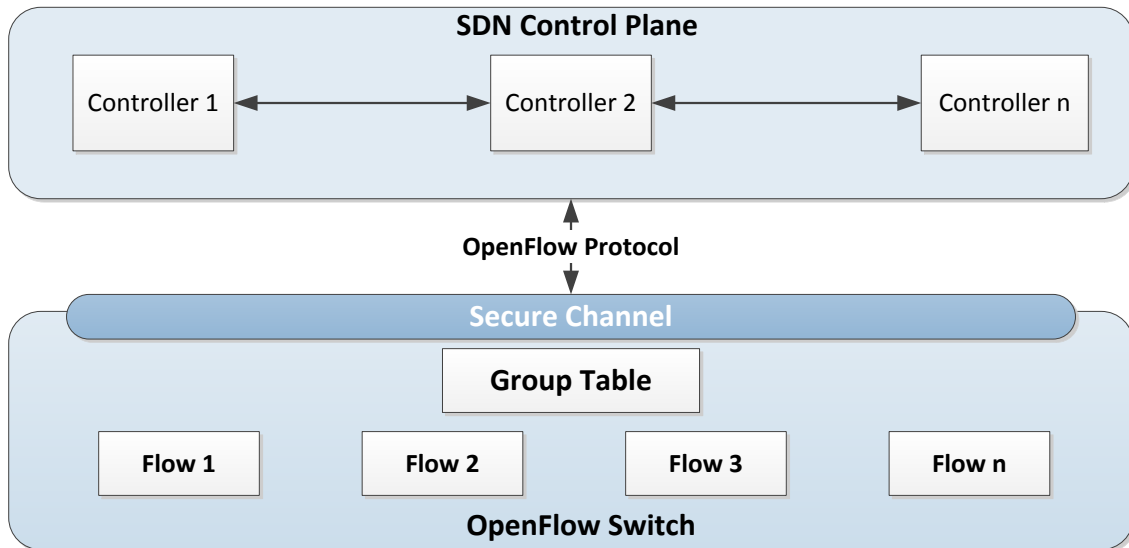 SDN Control Plane
Controller 1
Controller 2
Controller n
OpenFlow Protocol
Secure Channel
Group Table
Flow 1
Flow 2
Flow 3
Flow n
OpenFlow Switch